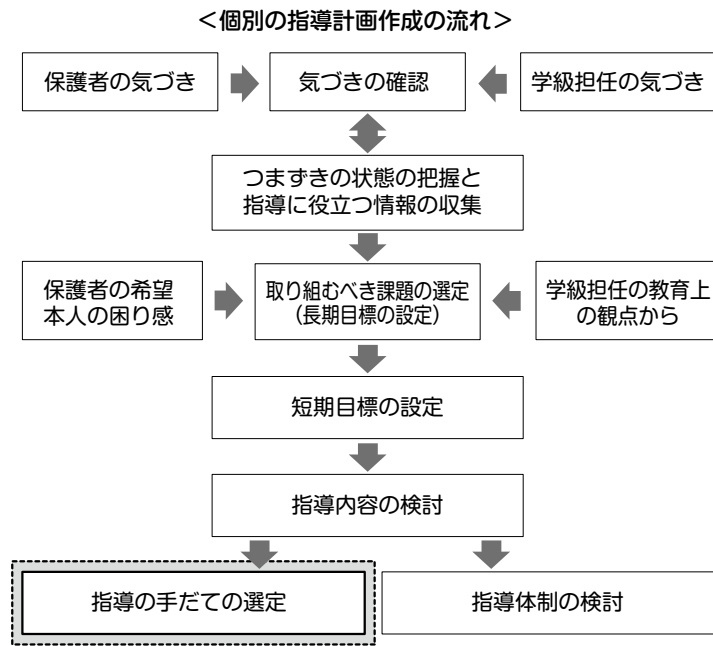 ＜個別の指導計画作成の流れ＞
保護者の気づき
気づきの確認
学級担任の気づき
つまずきの状態の把握と
指導に役立つ情報の収集
保護者の希望
本人の困り感
取り組むべき課題の選定
（長期目標の設定）
学級担任の教育上
の観点から
短期目標の設定
指導内容の検討
指導の手だての選定
指導体制の検討